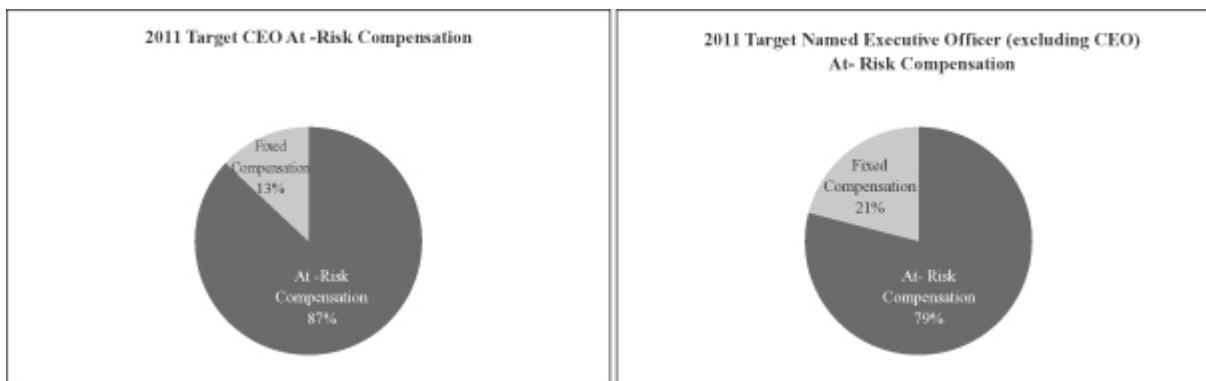 2011 Target CEO At -Risk Compensation
Fixed
Compensation
13%
At -Risk
Compensation
87%
2011 Target Named Executive Officer (excluding CEO)
At- Risk Compensation
Fixed
Compensation
21%
At- Risk
Compensation
79%